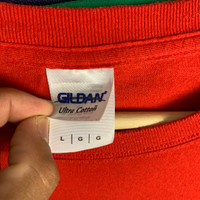 GILDAN
Ultra Cotton
L | G | G